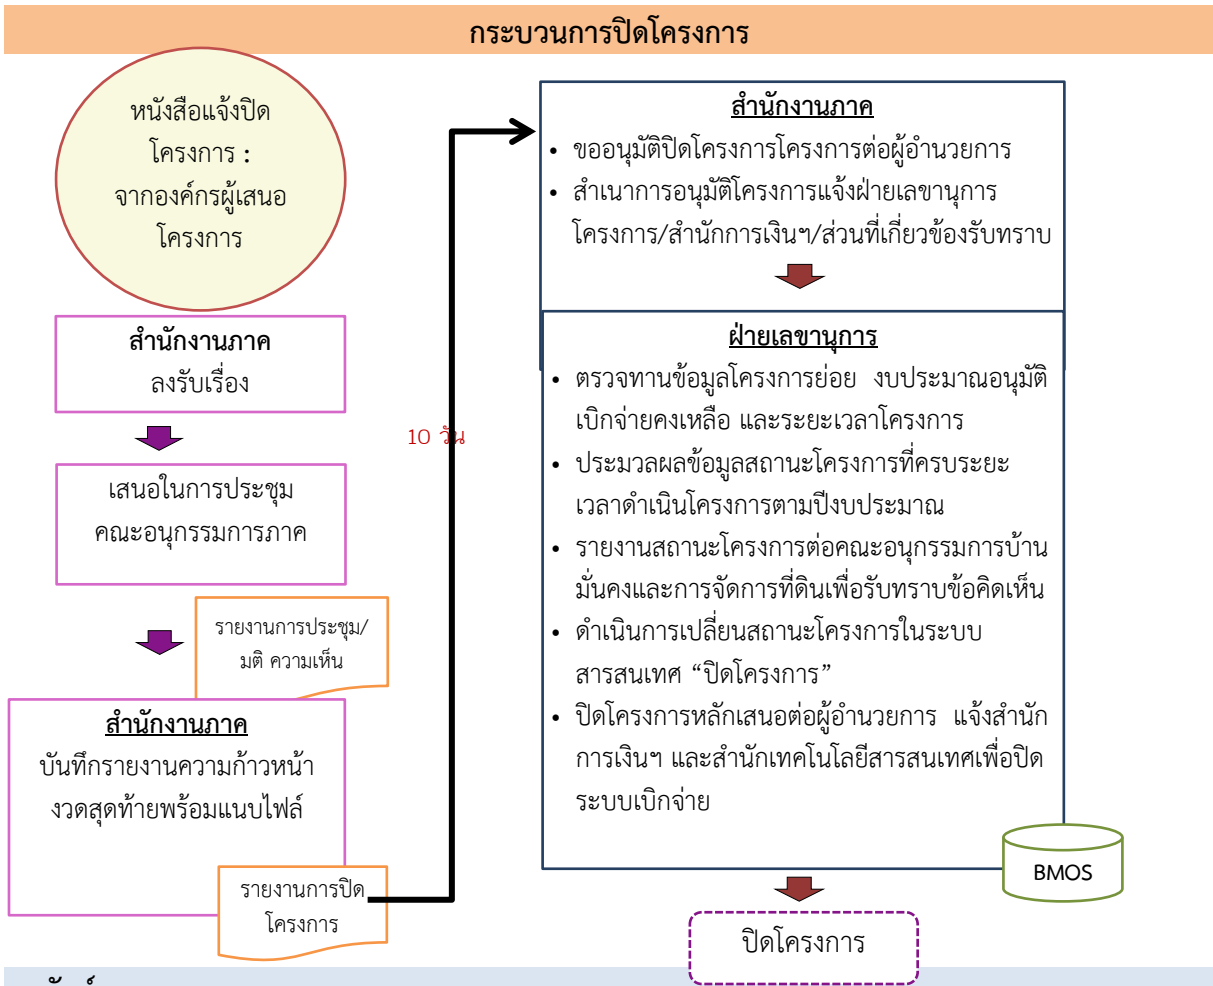 กระบวนการปิดโครงการ
หนังสือแจ้งปิด
โครงการ :
จากองค์กรผู้เสนอ
โครงการ
สำนักงานภาค
ลงรับเรื่อง
เสนอในการประชุม
คณะอนุกรรมการภาค
รายงานการประชุม/
มติ ความเห็น
สำนักงานภาค
บันทึกรายงานความก้าวหน้า
งวดสุดท้ายพร้อมแนบไฟล์
รายงานการปิด
โครงการ
10 วัน
สำนักงานภาค
• ขออนุมัติปิดโครงการโครงการต่อผู้อำนวยการ
• สำเนาการอนุมัติโครงการแจ้งฝ่ายเลขานุการ
โครงการ/สำนักการเงินฯ/ส่วนที่เกี่ยวข้องรับทราบ
ฝ่ายเลขานุการ
• ตรวจทานข้อมูลโครงการย่อย งบประมาณอนุมัติ
เบิกจ่ายคงเหลือ และระยะเวลาโครงการ
• ประมวลผลข้อมูลสถานะโครงการที่ครบระยะ
เวลาดำเนินโครงการตามปีงบประมาณ
• รายงานสถานะโครงการต่อคณะอนุกรรมการบ้าน
มั่นคงและการจัดการที่ดินเพื่อรับทราบข้อคิดเห็น
• ดำเนินการเปลี่ยนสถานะโครงการในระบบ
สารสนเทศ “ปิดโครงการ”
• ปิดโครงการหลักเสนอต่อผู้อำนวยการ แจ้งสำนัก
การเงินฯ และสำนักเทคโนโลยีสารสนเทศเพื่อปิด
ระบบเบิกจ่าย
BMOS
ปิดโครงการ